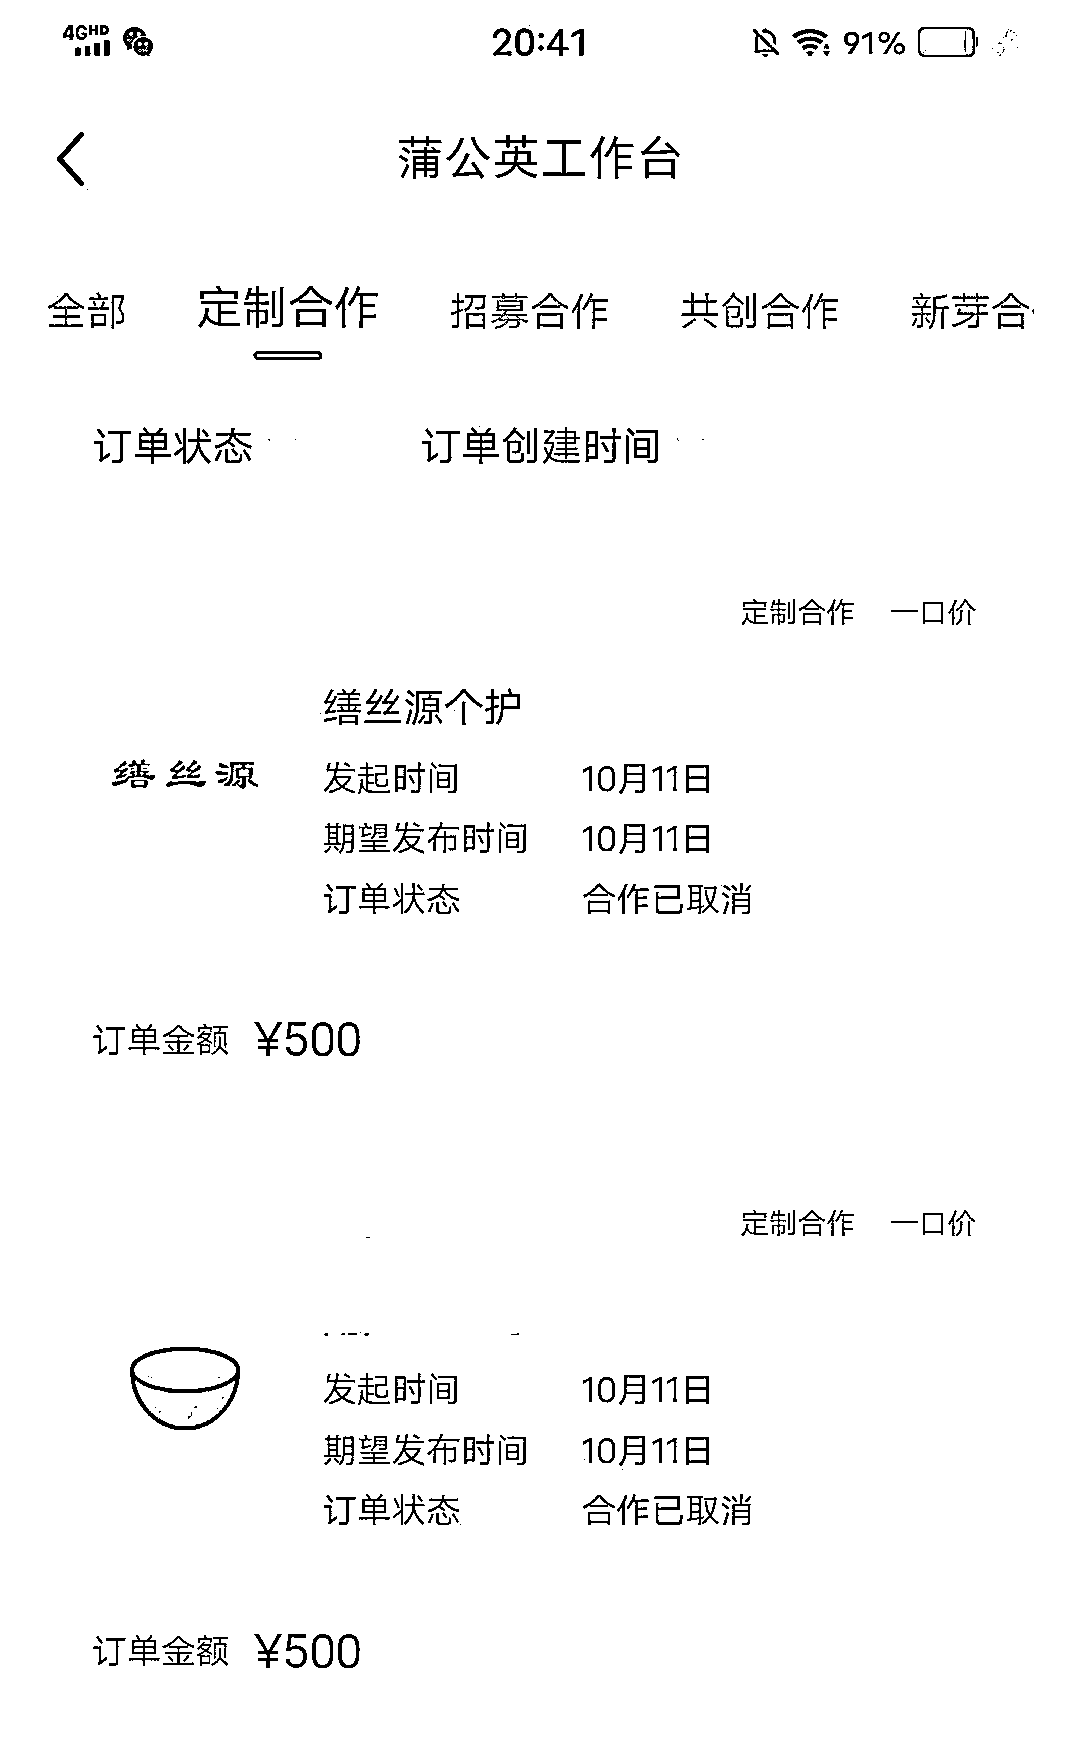 4GHD 20:41 91%
蒲公英工作台
全部 定制合作 招募合作 共创合作 新芽合
订单状态 订单创建时间
定制合作 一口价
缮丝源个护
缮丝源
发起时间 10月11日
期望发布时间 10月11日
订单状态 合作已取消
订单金额 ¥500
定制合作 一口价
发起时间 10月11日
期望发布时间 10月11日
订单状态 合作已取消
订单金额 ¥500